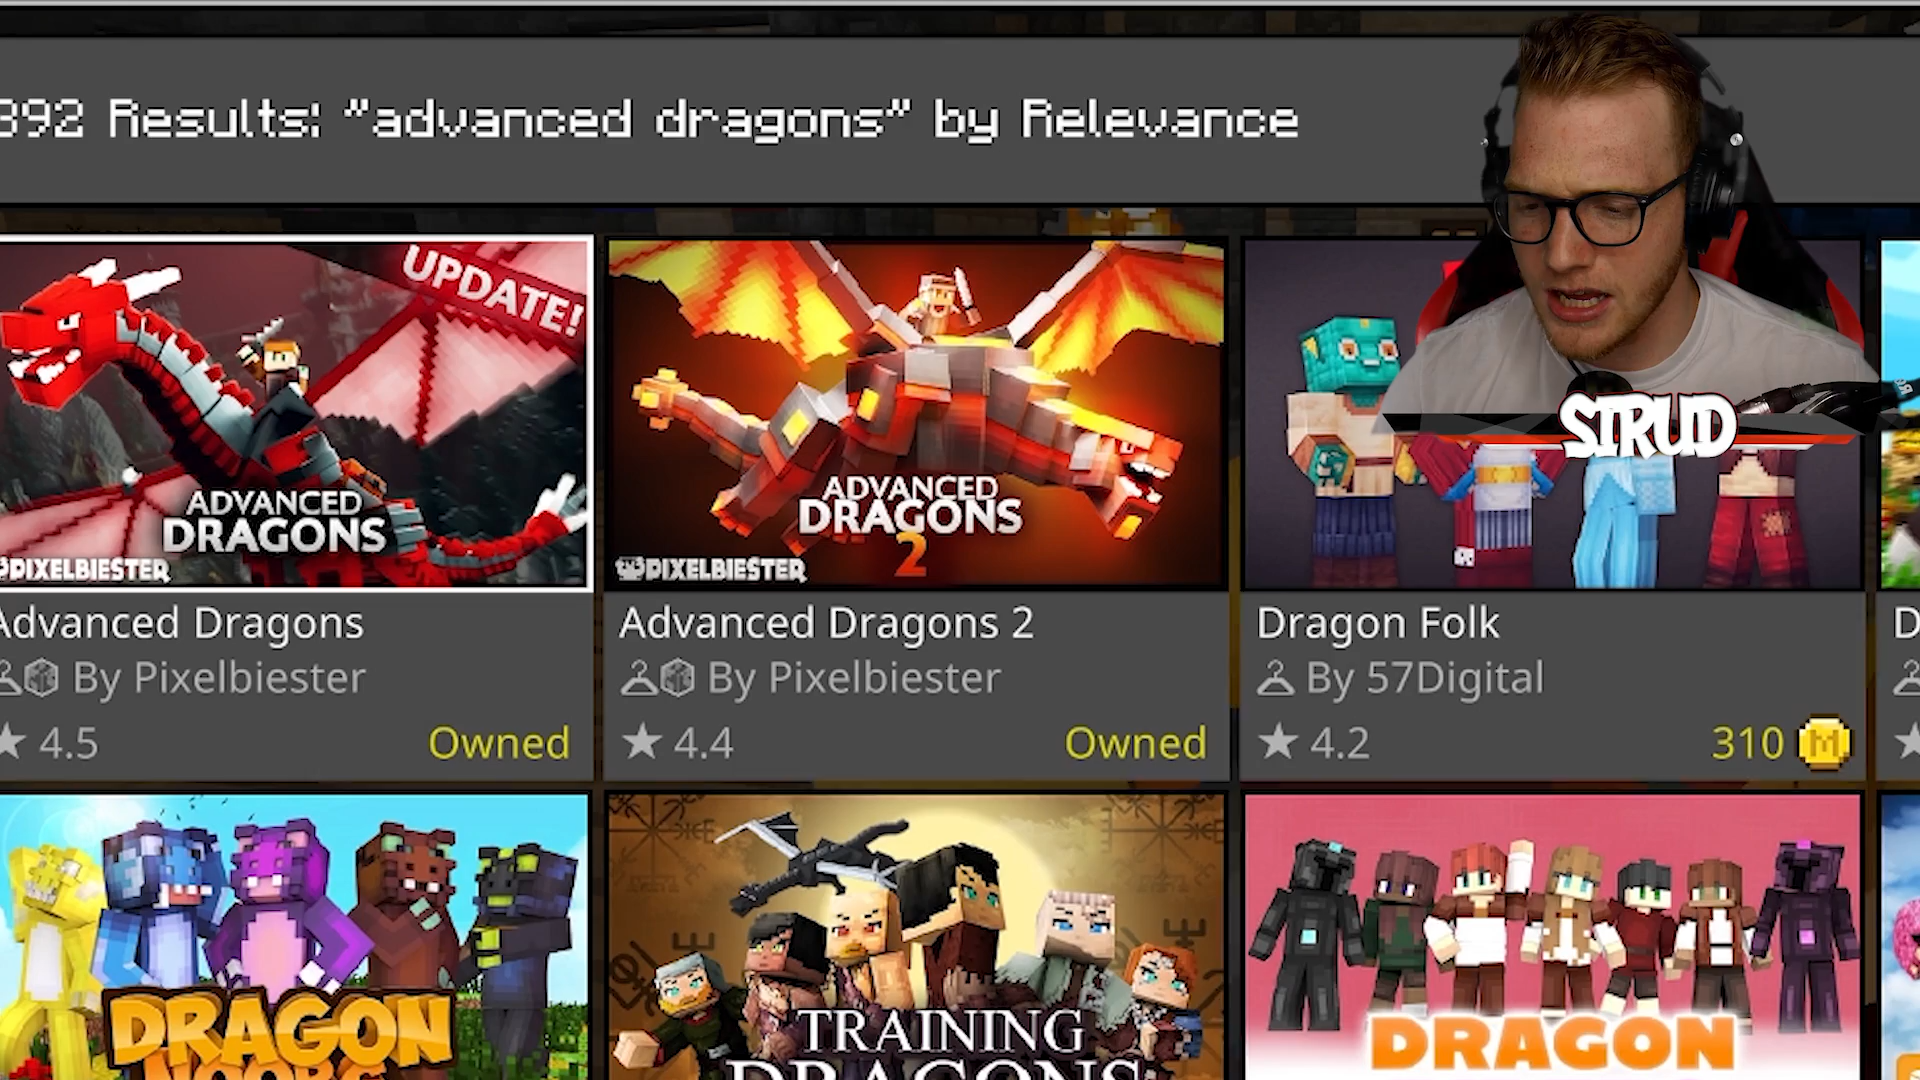 392 Results: "advanced dragons" by Relevance
UPDATE!
ADVANCED
DRAGONS
PIXELBIESTER
ADVANCED
DRAGONS
2
PIXELBIESTER
STRUD
Advanced Dragons
By Pixelbiester
4.5
Owned
Advanced Dragons 2
By Pixelbiester
4.4
Owned
Dragon Folk
By 57Digital
4.2
310
D
DRAGON
NOOBS
TRAINING
DRAGONS
DRAGON